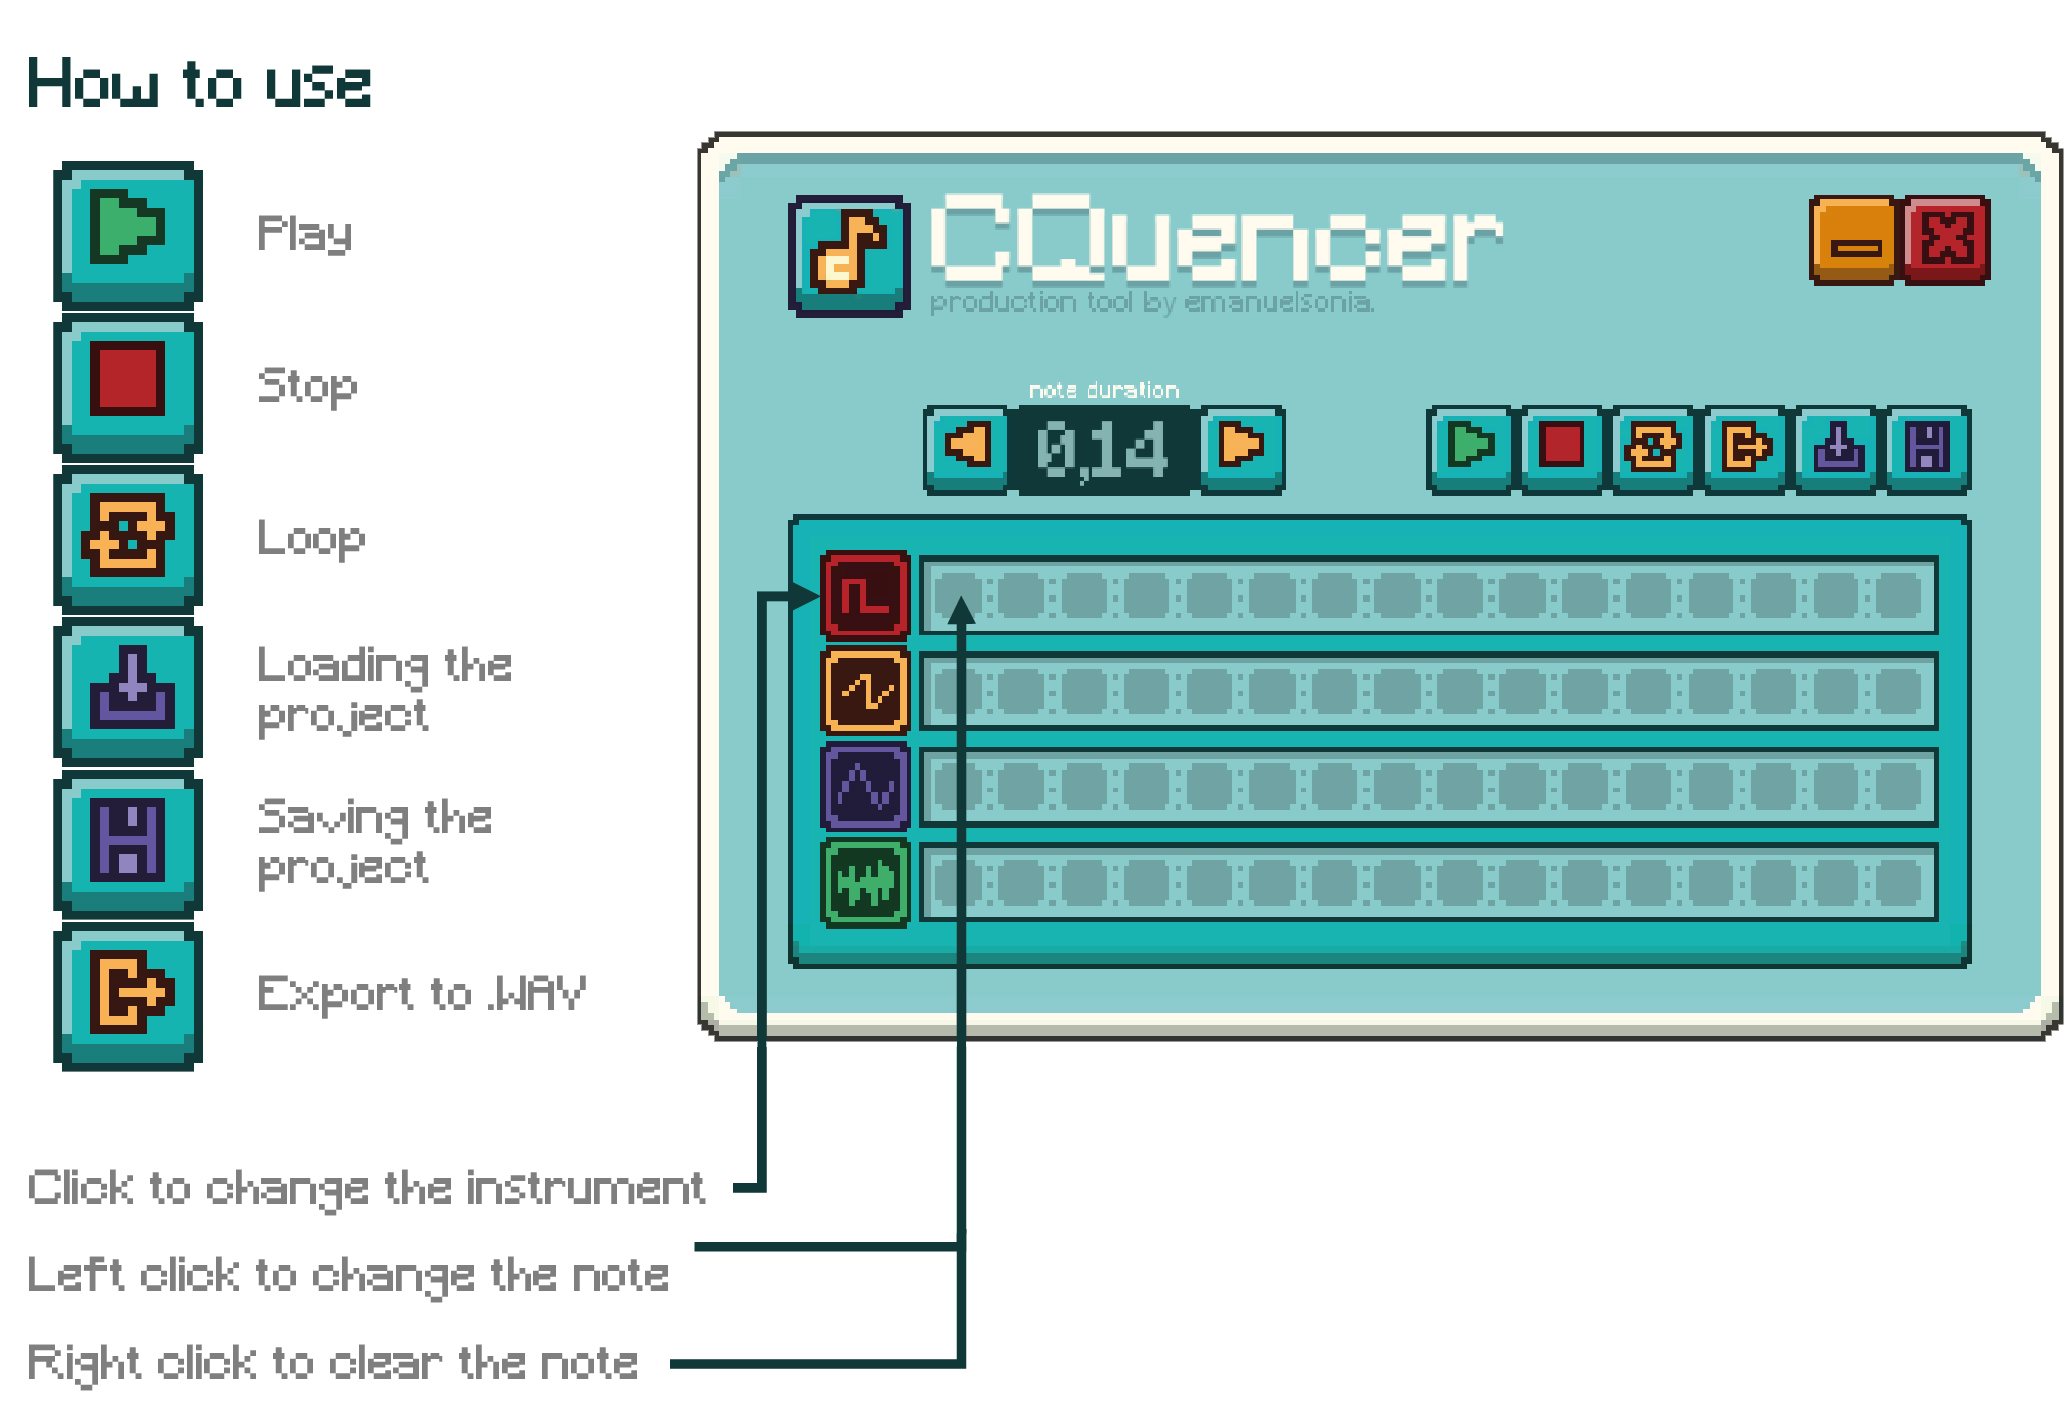 How to use
Play
Stop
Loop
Loading the
project
Saving the
project
Export to .WAV
CQuencer
production tool by emanuelsonia.
note duration
0,14
Click to change the instrument
Left click to change the note
Right click to clear the note